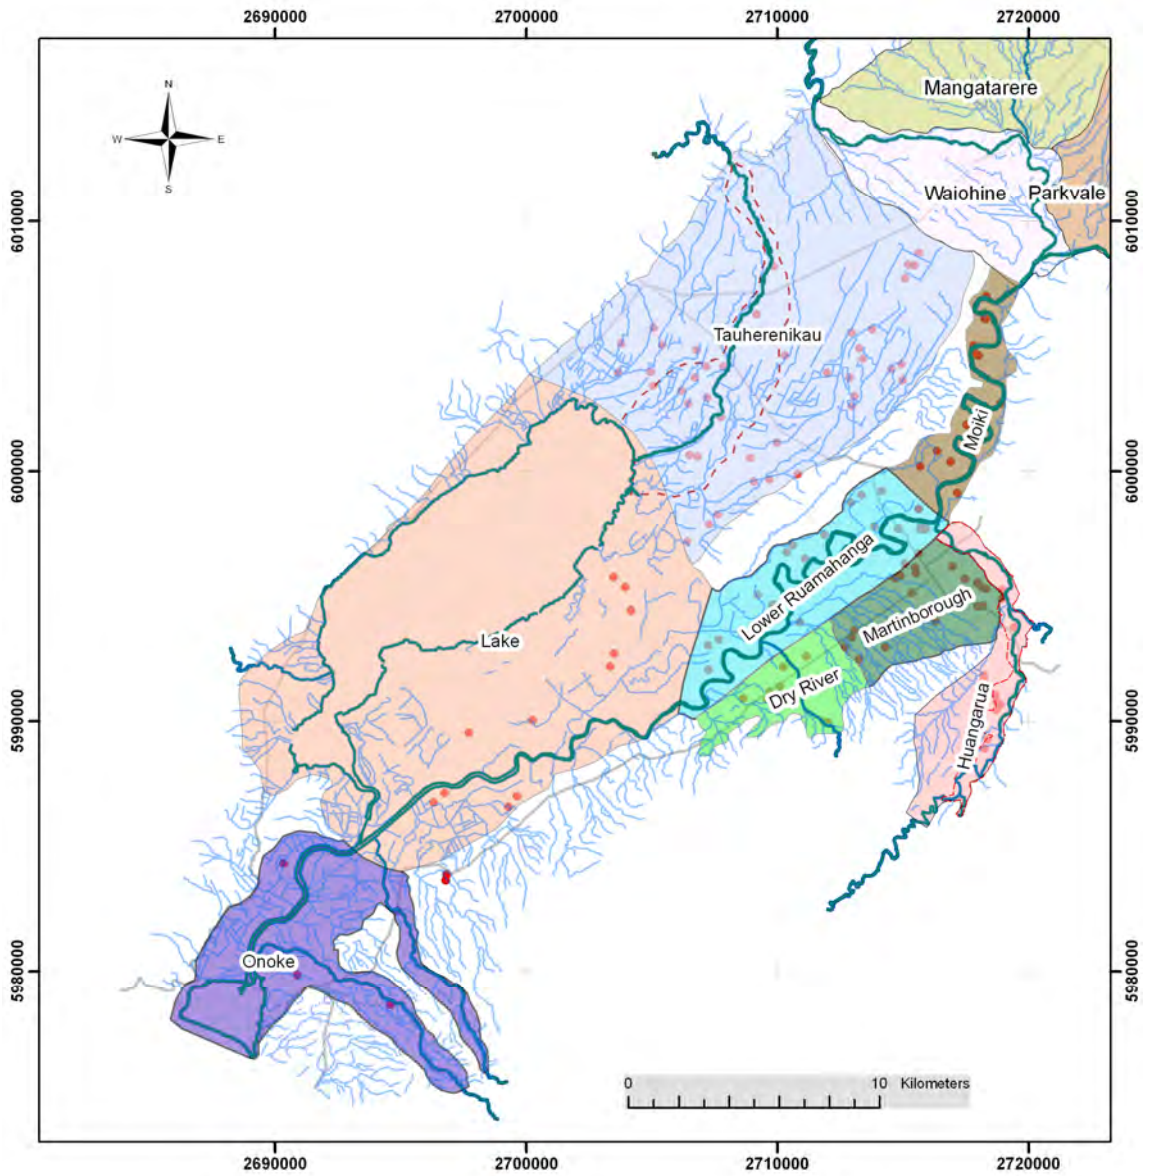 2690000 2700000 2710000 2720000
Mangatarere
N
W E
S
Waiohine Parkvale
6010000 6010000
Tauherenikau
Moiki
6000000 6000000
Lower Ruamahanga
Martinborough
Lake
Dry River
Huangarua
5990000 5990000
Onoke
5980000 5980000
0 10 Kilometers
2690000 2700000 2710000 2720000